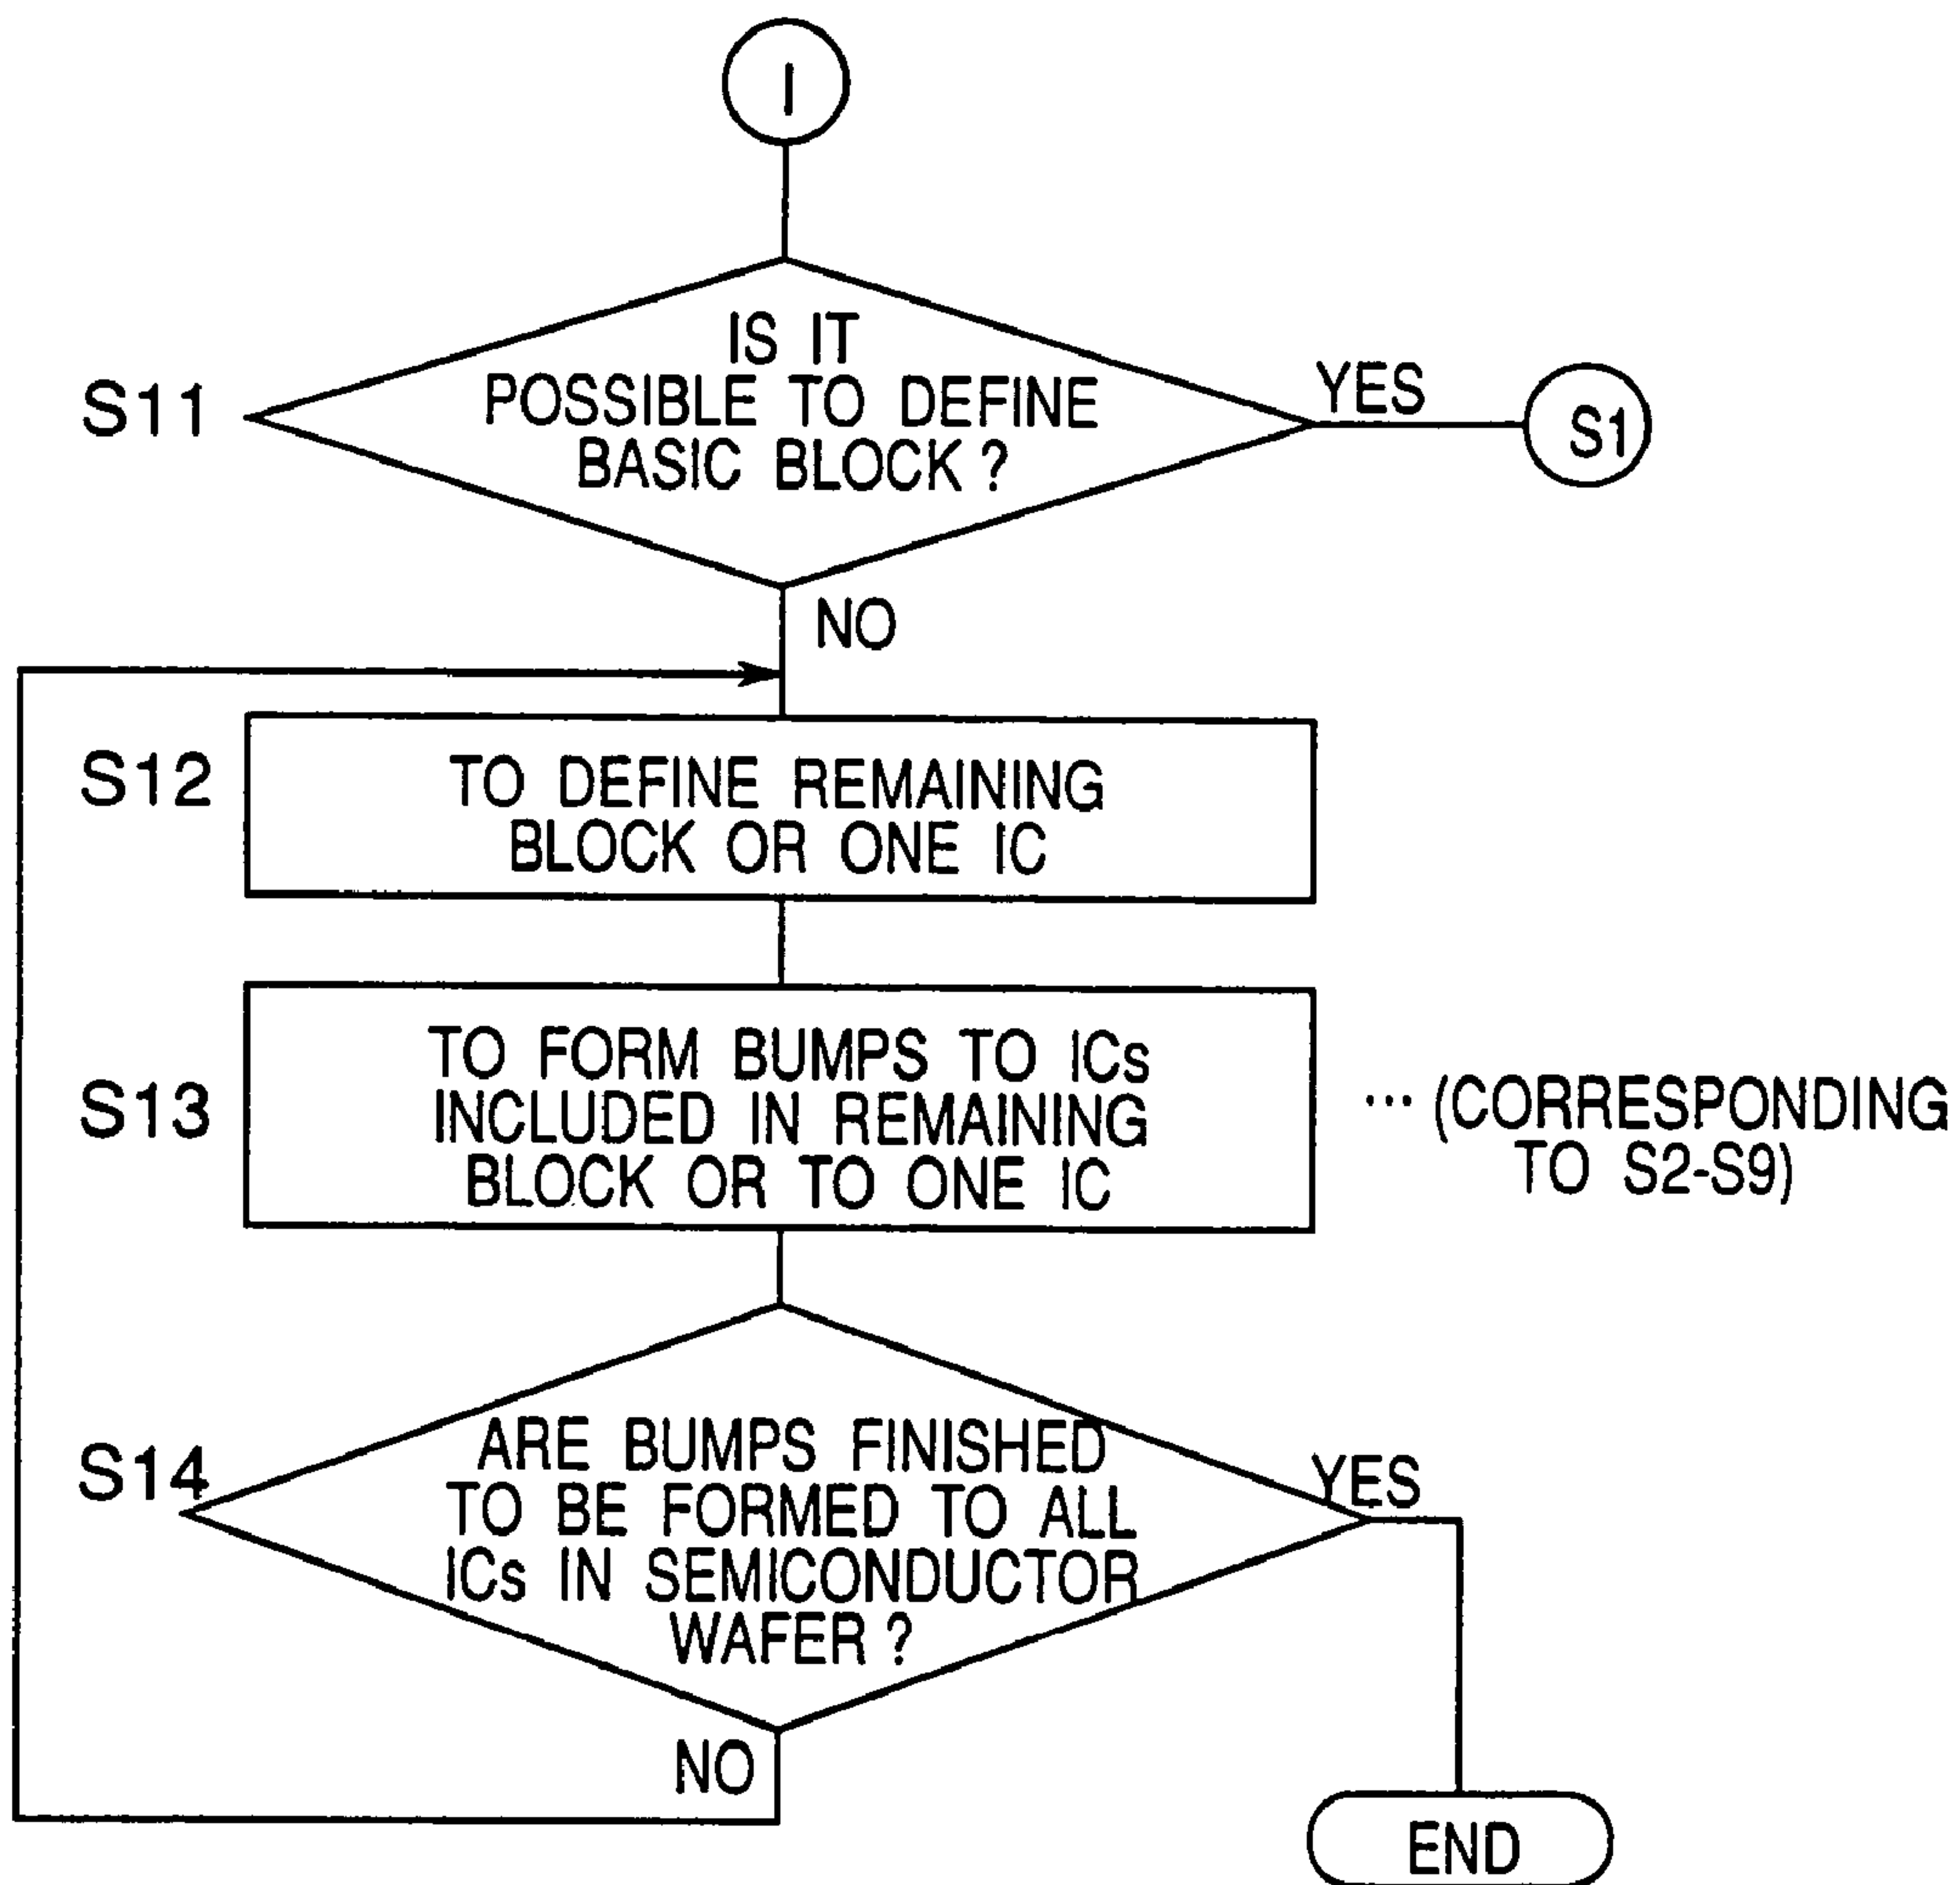 I
IS IT
POSSIBLE TO DEFINE
BASIC BLOCK ?
S11
YES
S1
NO
S12
TO DEFINE REMAINING
BLOCK OR ONE IC
S13
TO FORM BUMPS TO ICs
INCLUDED IN REMAINING
BLOCK OR TO ONE IC
... (CORRESPONDING
TO S2-S9)
S14
ARE BUMPS FINISHED
TO BE FORMED TO ALL
ICs IN SEMICONDUCTOR
WAFER ?
YES
NO
END